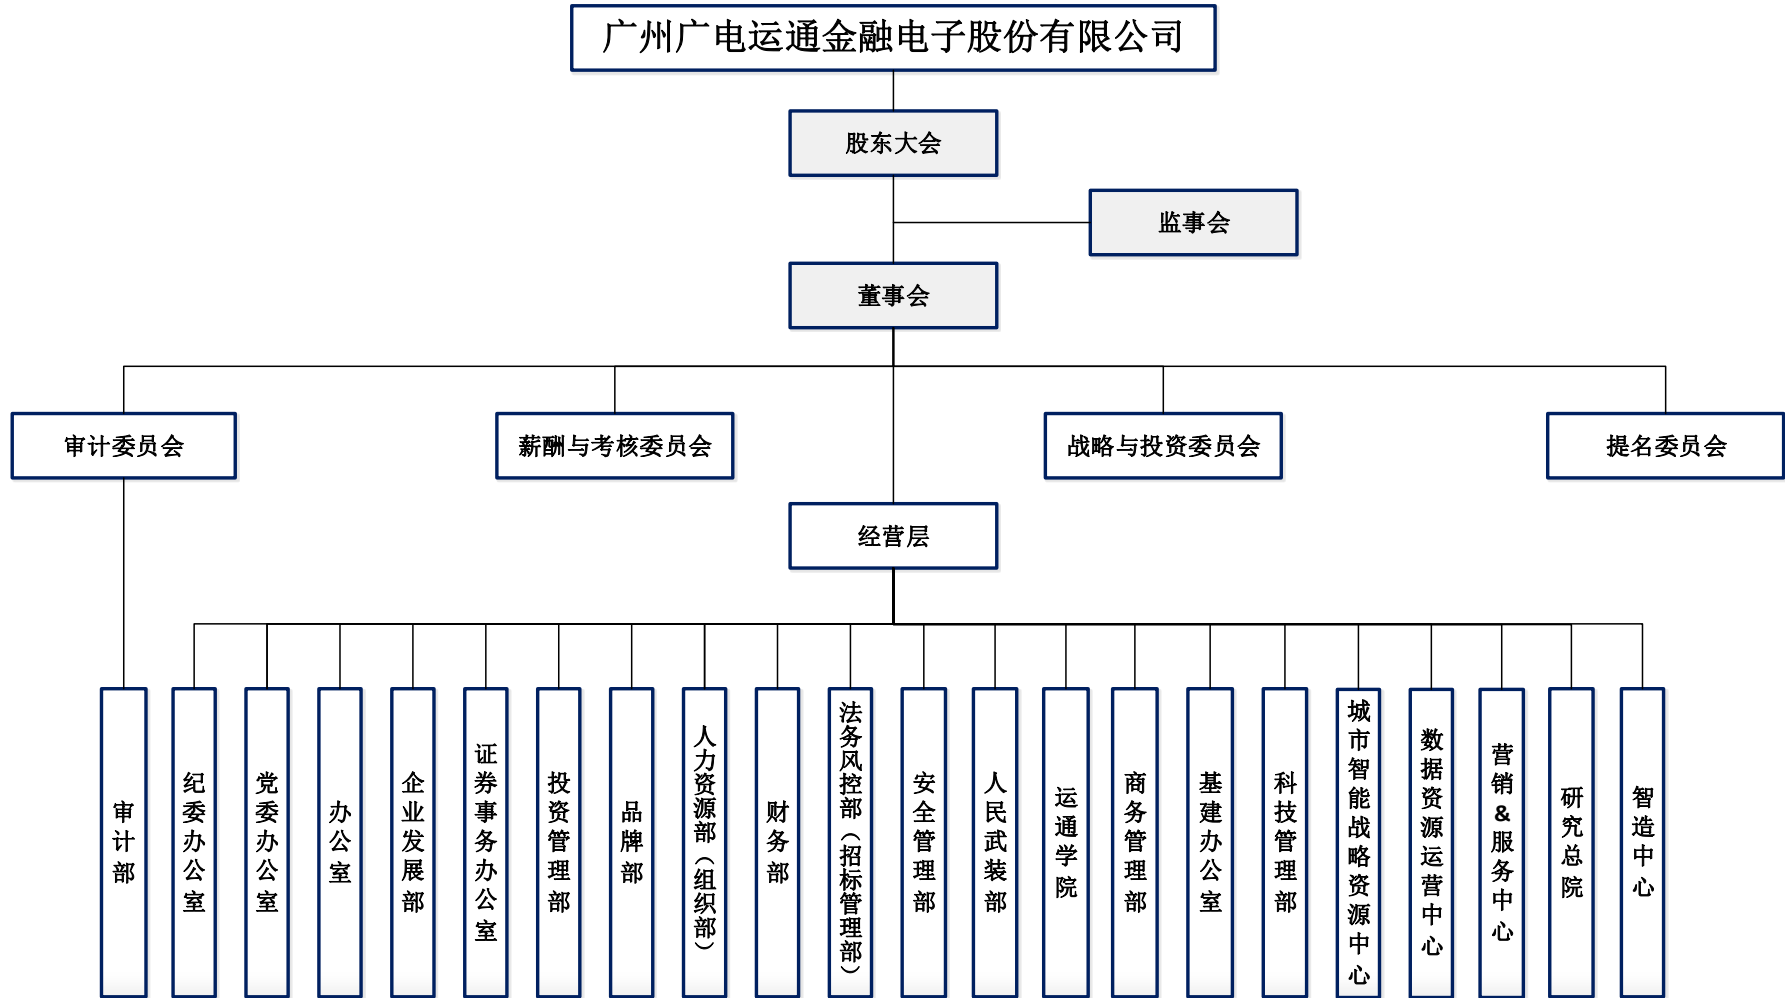 广州广电运通金融电子股份有限公司
股东大会
监事会
董事会
审计委员会
薪酬与考核委员会
战略与投资委员会
提名委员会
经营层
审计部
纪委办公室
党委办公室
办公室
企业发展部
证券事务办公室
投资管理部
品牌部
人力资源部（组织部）
财务部
法务风控部（招标管理部）
安全管理部
人民武装部
运通学院
商务管理部
基建办公室
科技管理部
城市智能战略资源中心
数据资源运营中心
营销&服务中心
研究总院
智造中心